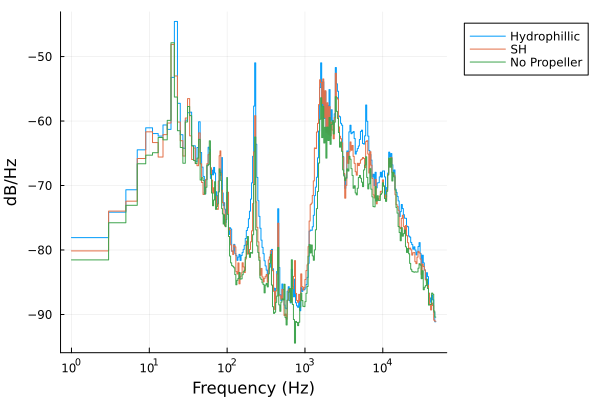 Hydrophillic
SH
No Propeller
dB/Hz
−50
−60
−70
−80
−90
10⁰
10¹
10²
10³
10⁴
Frequency (Hz)